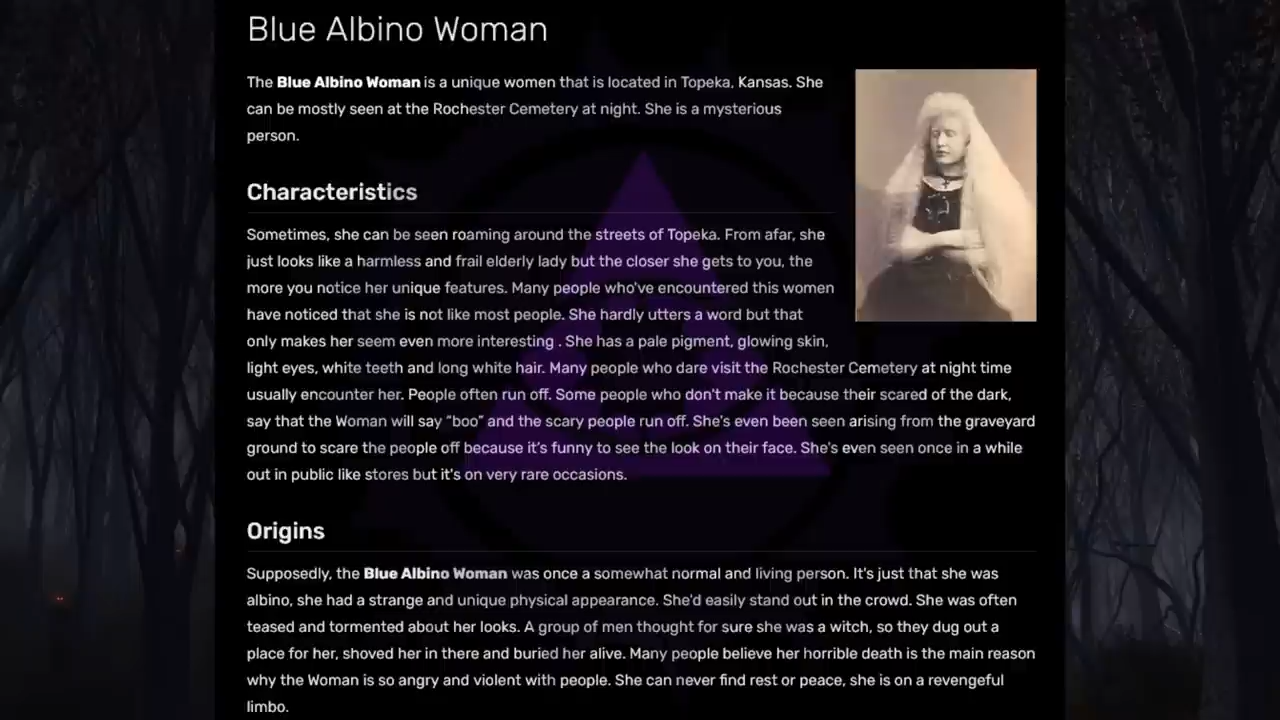 Blue Albino Woman
The Blue Albino Woman is a unique women that is located in Topeka, Kansas. She
can be mostly seen at the Rochester Cemetery at night. She is a mysterious
person.
Characteristics
Sometimes, she can be seen roaming around the streets of Topeka. From afar, she
just looks like a harmless and frail elderly lady but the closer she gets to you, the
more you notice her unique features. Many people who've encountered this women
have noticed that she is not like most people. She hardly utters a word but that
only makes her seem even more interesting . She has a pale pigment, glowing skin,
light eyes, white teeth and long white hair. Many people who dare visit the Rochester Cemetery at night time
usually encounter her. People often run off. Some people who don't make it because their scared of the dark,
say that the Woman will say “boo” and the scary people run off. She's even been seen arising from the graveyard
ground to scare the people off because it’s funny to see the look on their face. She's even seen once in a while
out in public like stores but it's on very rare occasions.
Origins
Supposedly, the Blue Albino Woman was once a somewhat normal and living person. It's just that she was
albino, she had a strange and unique physical appearance. She'd easily stand out in the crowd. She was often
teased and tormented about her looks. A group of men thought for sure she was a witch, so they dug out a
place for her, shoved her in there and buried her alive. Many people believe her horrible death is the main reason
why the Woman is so angry and violent with people. She can never find rest or peace, she is on a revengeful
limbo.